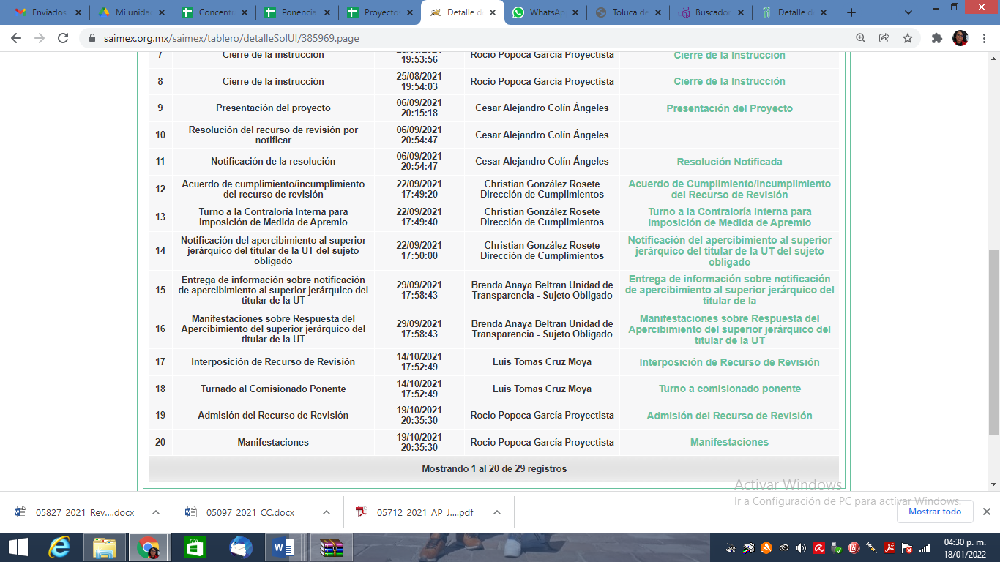 Enviados
Mi unida
Concentr
Ponencia
Proyecto
Detalle d
WhatsAp
Toluca de
Buscador
Detalle d
saimex.org.mx/saimex/tablero/detalleSolUI/385969.page
7 Cierre de la instrucción 19:53:56 Rocio Popoca García Proyectista Cierre de la Instrucción
8 Cierre de la instrucción 25/08/2021 19:54:03 Rocio Popoca García Proyectista Cierre de la Instrucción
9 Presentación del proyecto 06/09/2021 20:15:18 Cesar Alejandro Colín Ángeles Presentación del Proyecto
10 Resolución del recurso de revisión por notificar 06/09/2021 20:54:47 Cesar Alejandro Colín Ángeles
11 Notificación de la resolución 06/09/2021 20:54:47 Cesar Alejandro Colín Ángeles Resolución Notificada
12 Acuerdo de cumplimiento/incumplimiento del recurso de revisión 22/09/2021 17:49:20 Christian González Rosete Dirección de Cumplimientos Acuerdo de Cumplimiento/Incumplimiento del Recurso de Revisión
13 Turno a la Contraloría Interna para Imposición de Medida de Apremio 22/09/2021 17:49:40 Christian González Rosete Dirección de Cumplimientos Turno a la Contraloría Interna para Imposición de Medida de Apremio
14 Notificación del apercibimiento al superior jerárquico del titular de la UT del sujeto obligado 22/09/2021 17:50:00 Christian González Rosete Dirección de Cumplimientos Notificación del apercibimiento al superior jerárquico del titular de la UT del sujeto obligado
15 Entrega de información sobre notificación de apercibimiento al superior jerárquico del titular de la UT 29/09/2021 17:58:43 Brenda Anaya Beltran Unidad de Transparencia - Sujeto Obligado Entrega de información sobre notificación de apercibimiento al superior jerárquico del titular de la
16 Manifestaciones sobre Respuesta del Apercibimiento del superior jerárquico del titular de la UT 29/09/2021 17:58:43 Brenda Anaya Beltran Unidad de Transparencia - Sujeto Obligado Manifestaciones sobre Respuesta del Apercibimiento del superior jerárquico del titular de la UT
17 Interposición de Recurso de Revisión 14/10/2021 17:52:49 Luis Tomas Cruz Moya Interposición de Recurso de Revisión
18 Turnado al Comisionado Ponente 14/10/2021 17:52:49 Luis Tomas Cruz Moya Turno a comisionado ponente
19 Admisión del Recurso de Revisión 19/10/2021 20:35:30 Rocio Popoca García Proyectista Admisión del Recurso de Revisión
20 Manifestaciones 19/10/2021 20:35:30 Rocio Popoca García Proyectista Manifestaciones
Mostrando 1 al 20 de 29 registros
Activar Windows
Ir a Configuración de PC para activar Windows.
05827_2021_Rev....docx
05097_2021_CC.docx
05712_2021_AP_J....pdf
Mostrar todo
04:30 p. m.
18/01/2022